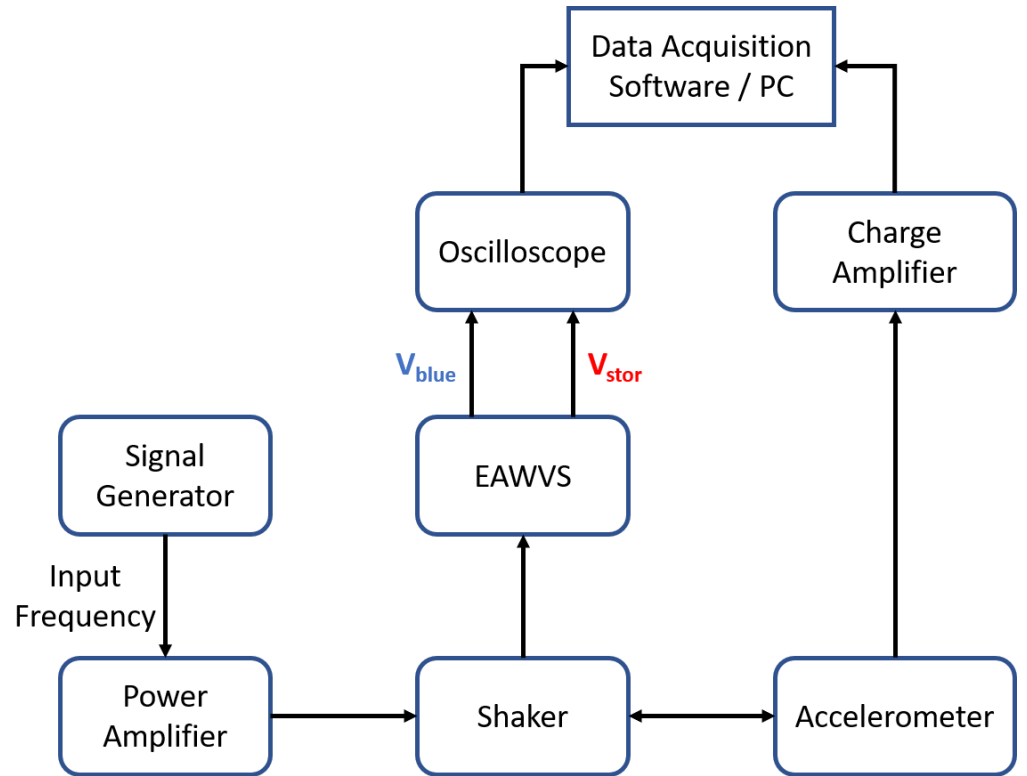 Data Acquisition
Software / PC
Oscilloscope
Charge
Amplifier
Vblue
Vstor
Signal
Generator
EAWVS
Input
Frequency
Power
Amplifier
Shaker
Accelerometer